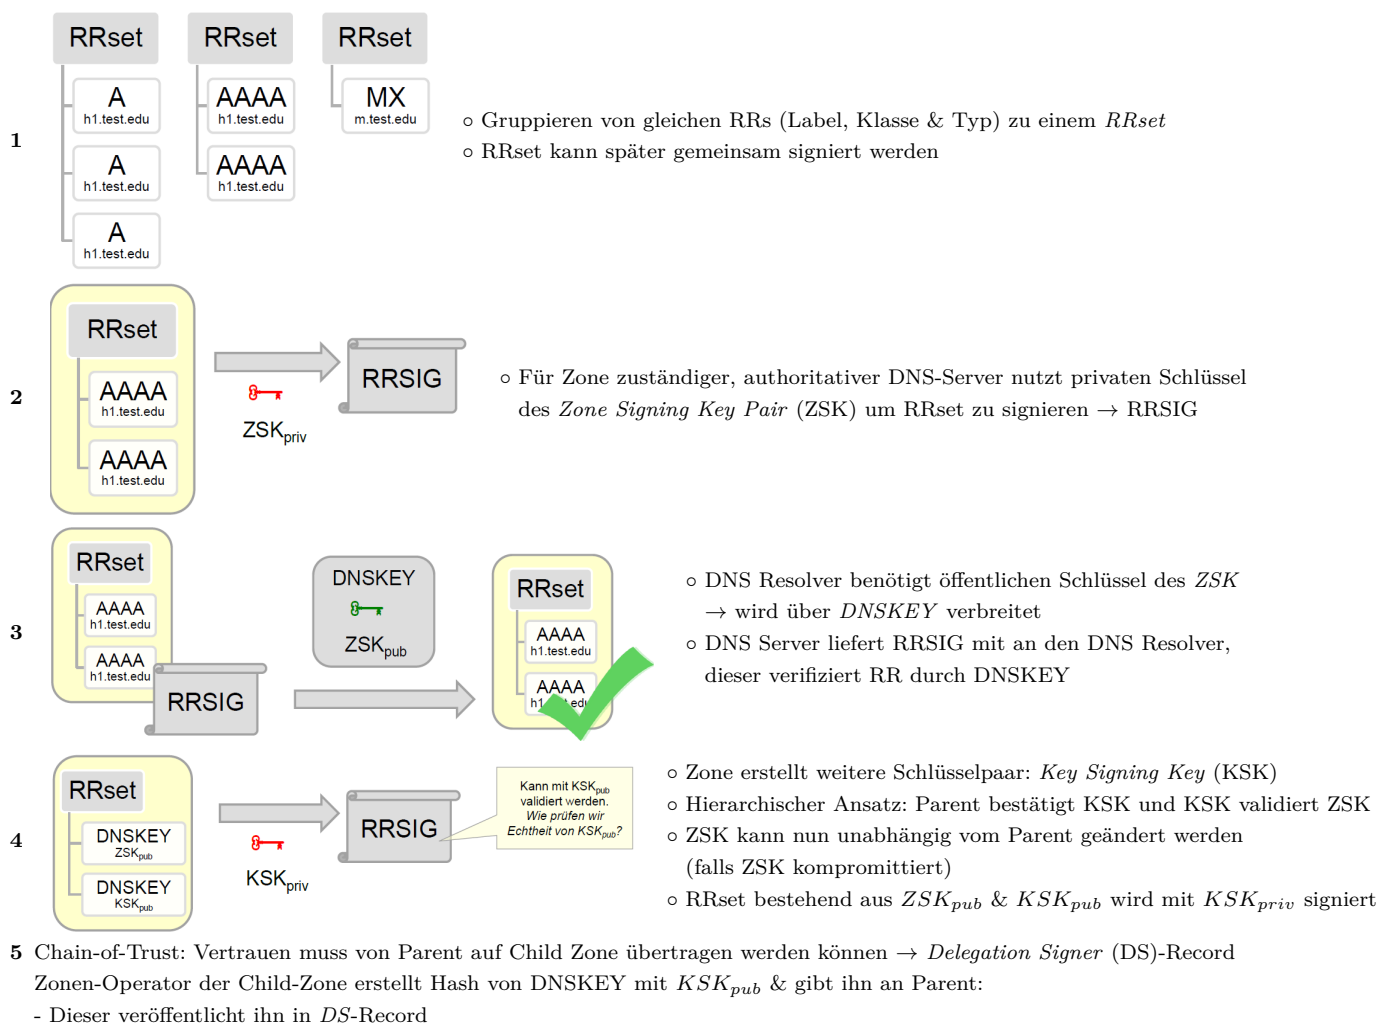 RRset
RRset
RRset
A
h1.test.edu
A
h1.test.edu
A
h1.test.edu
AAAA
h1.test.edu
AAAA
h1.test.edu
MX
m.test.edu
1
○ Gruppieren von gleichen RRs (Label, Klasse & Typ) zu einem RRset
○ RRset kann später gemeinsam signiert werden
2
RRset
AAAA
h1.test.edu
AAAA
h1.test.edu
ZSKpriv
RRSIG
○ Für Zone zuständiger, authoritativer DNS-Server nutzt privaten Schlüssel
des Zone Signing Key Pair (ZSK) um RRset zu signieren → RRSIG
3
RRset
AAAA
h1.test.edu
AAAA
h1.test.edu
RRSIG
DNSKEY
ZSKpub
RRset
AAAA
h1.test.edu
AAAA
h1.test.edu
○ DNS Resolver benötigt öffentlichen Schlüssel des ZSK
→ wird über DNSKEY verbreitet
○ DNS Server liefert RRSIG mit an den DNS Resolver,
dieser verifiziert RR durch DNSKEY
4
RRset
DNSKEY
ZSKpub
DNSKEY
KSKpub
KSKpriv
RRSIG
Kann mit KSKpub
validiert werden.
Wie prüfen wir
Echtheit von KSKpub?
○ Zone erstellt weitere Schlüsselpaar: Key Signing Key (KSK)
○ Hierarchischer Ansatz: Parent bestätigt KSK und KSK validiert ZSK
○ ZSK kann nun unabhängig vom Parent geändert werden
(falls ZSK kompromittiert)
○ RRset bestehend aus ZSKpub & KSKpub wird mit KSKpriv signiert
5 Chain-of-Trust: Vertrauen muss von Parent auf Child Zone übertragen werden können → Delegation Signer (DS)-Record
Zonen-Operator der Child-Zone erstellt Hash von DNSKEY mit KSKpub & gibt ihn an Parent:
- Dieser veröffentlicht ihn in DS-Record